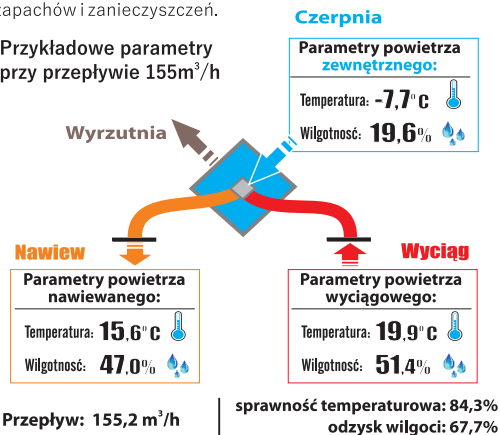 zapachów i zanieczyszczeń.
Czerpnia
Przykładowe parametry
przy przepływie 155m³/h
Parametry powietrza
zewnętrznego:
Temperatura: -7,7°C
Wilgotność: 19,6%
Wyrzutnia
Nawiew
Wyciąg
Parametry powietrza
nawiewanego:
Temperatura: 15,6°C
Wilgotność: 47,0%
Parametry powietrza
wyciągowego:
Temperatura: 19,9°C
Wilgotność: 51,4%
Przepływ: 155,2 m³/h
sprawność temperaturowa: 84,3%
odzysk wilgoci: 67,7%